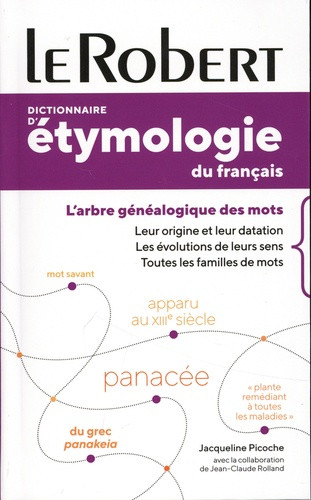 LE ROBERT
DICTIONNAIRE
D'
étymologie
du français
L'arbre généalogique des mots
Leur origine et leur datation
Les évolutions de leurs sens
Toutes les familles de mots
mot savant
apparu
au XIIIe siècle
panacée
« plante
remédiant
à toutes
les maladies »
du grec
panakeia
Jacqueline Picoche
avec la collaboration
de Jean-Claude Rolland